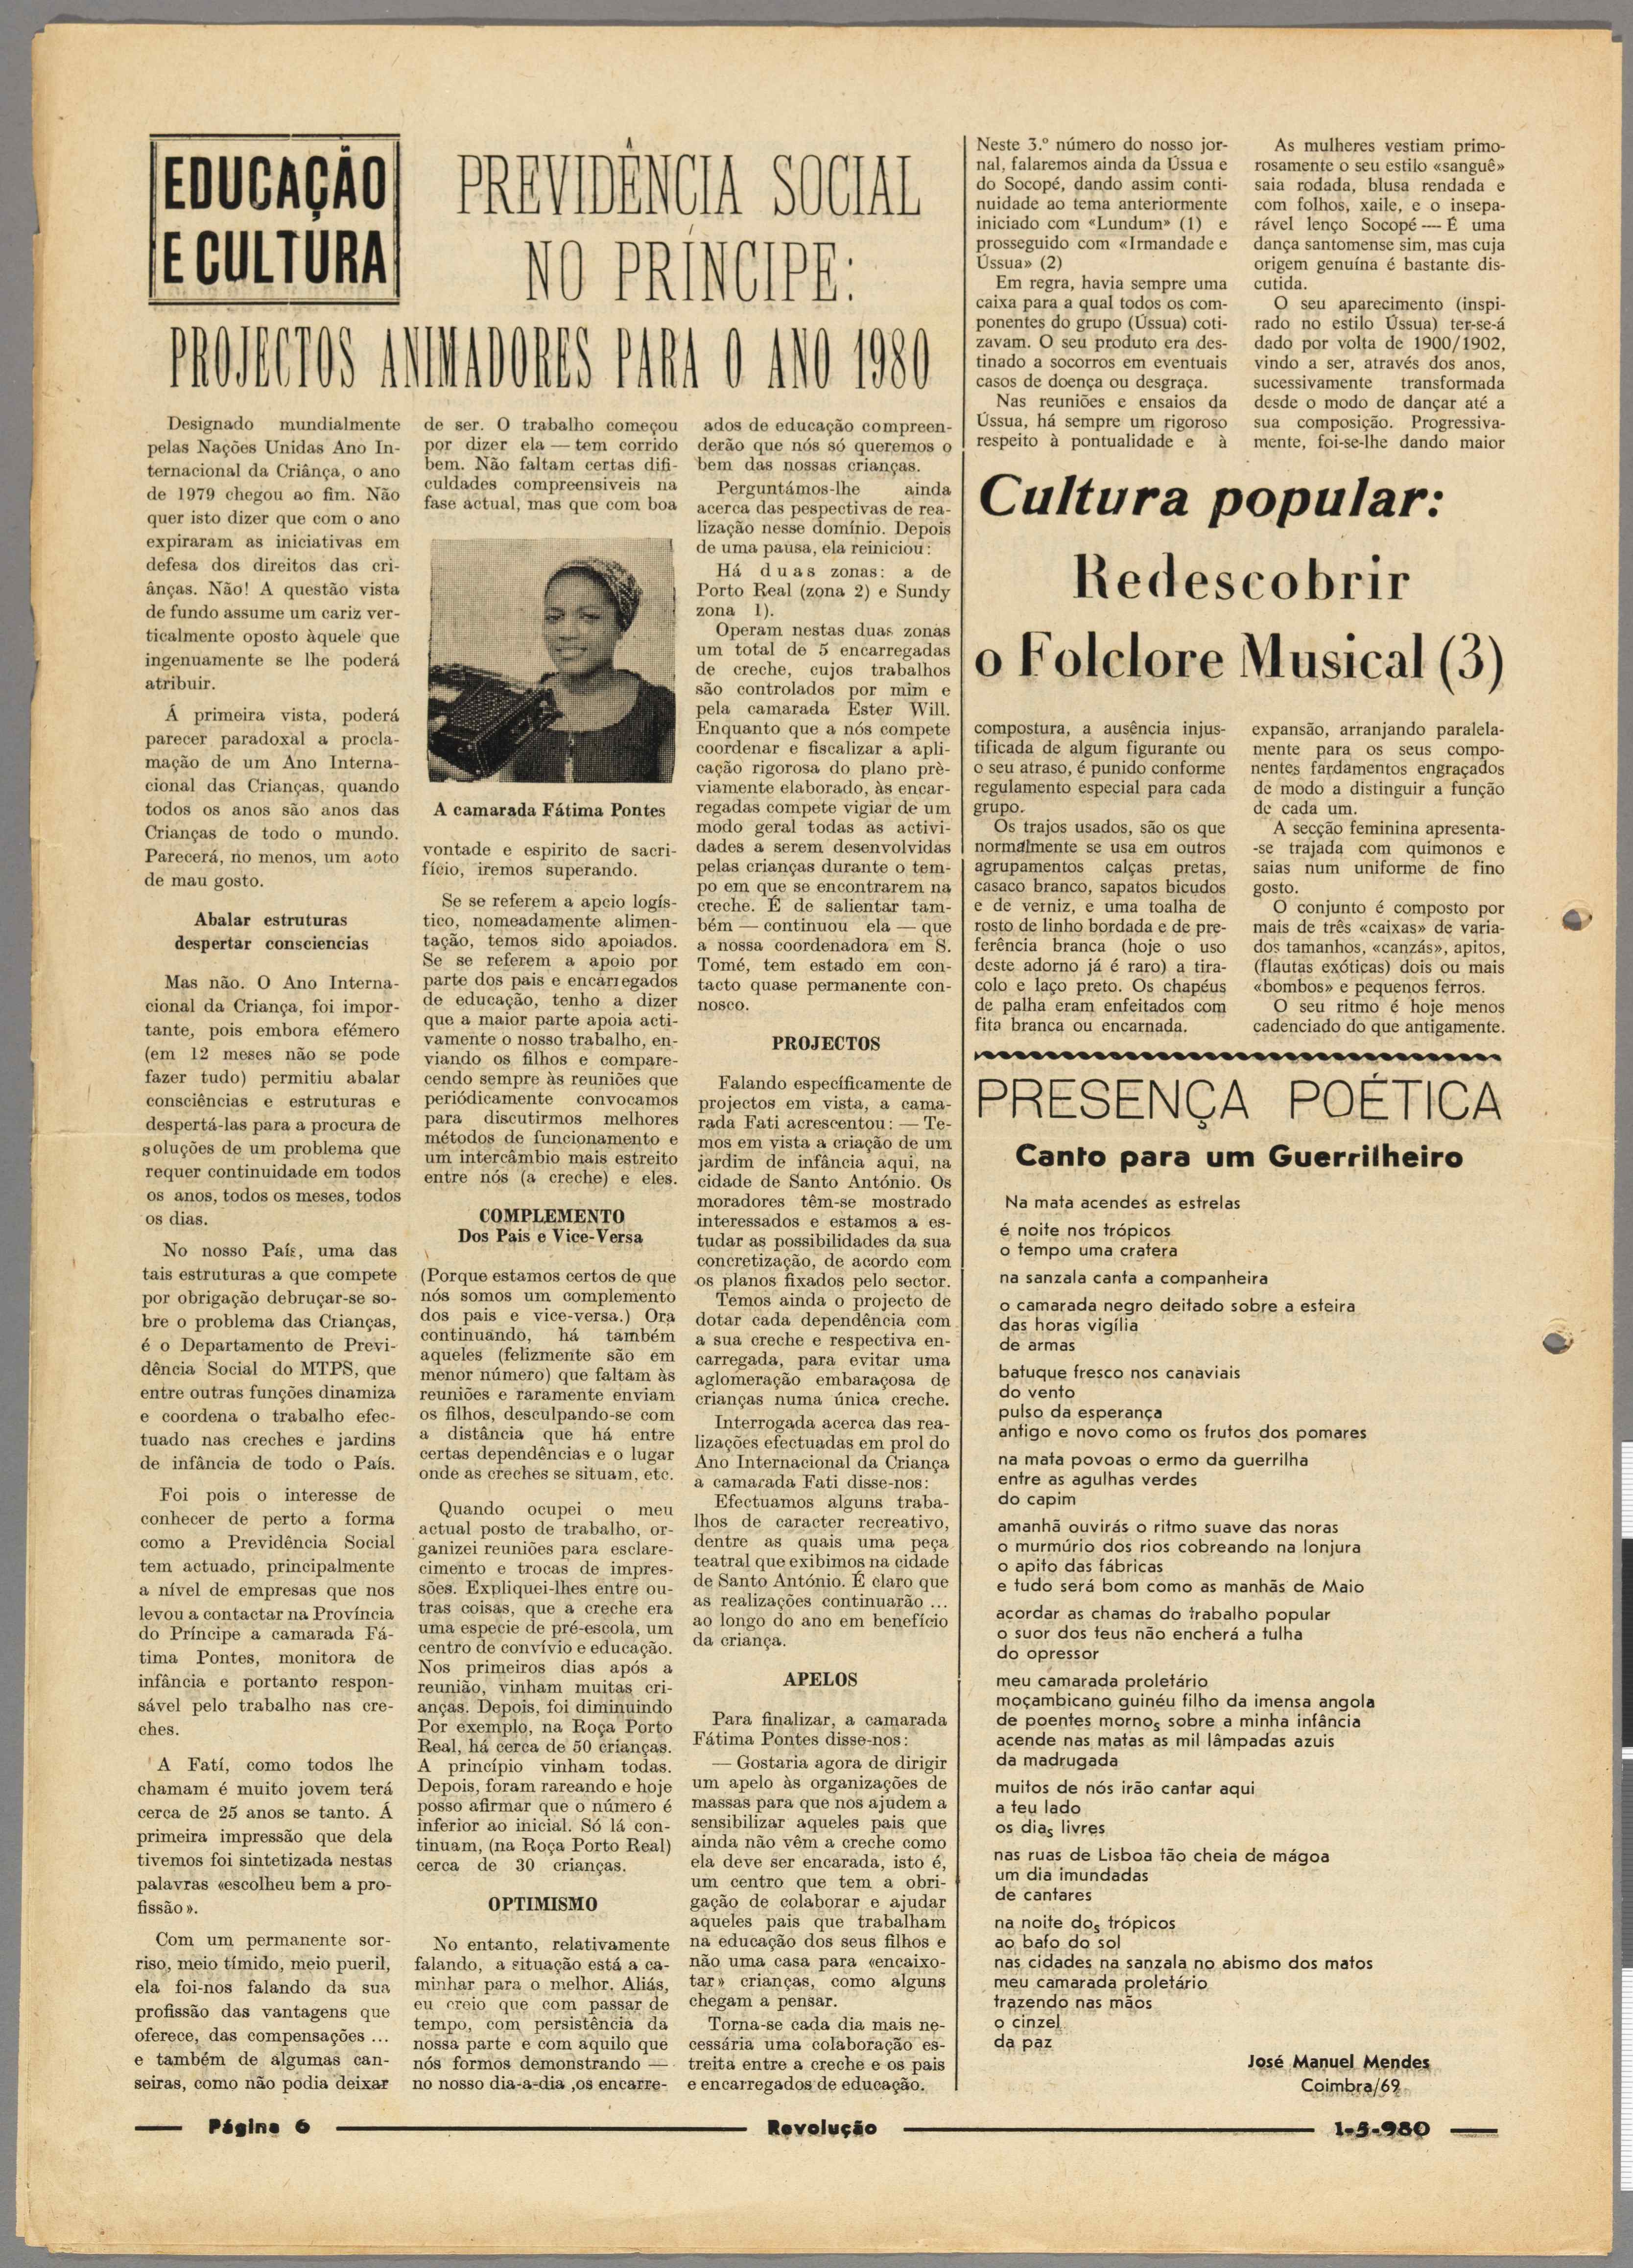 EDUCAÇÃO
E CULTURA
PREVIDÊNCIA SOCIAL
NO PRÍNCIPE:
PROJECTOS ANIMADORES PARA O ANO 1980
Designado mundialmente
pelas Nações Unidas Ano In-
ternacional da Criânça, o ano
de 1979 chegou ao fim. Não
quer isto dizer que com o ano
expiraram as iniciativas em
defesa dos direitos das cri-
ânças. Não! A questão vista
de fundo assume um cariz ver-
ticalmente oposto àquele que
ingenuamente se lhe poderá
atribuir.
Á primeira vista, poderá
parecer paradoxal a procla-
mação de um Ano Interna-
cional das Crianças, quando
todos os anos são anos das
Crianças de todo o mundo.
Parecerá, no menos, um aoto
de mau gosto.
Abalar estruturas
despertar consciencias
Mas não. O Ano Interna-
cional da Criança, foi impor-
tante, pois embora efémero
(em 12 meses não se pode
fazer tudo) permitiu abalar
consciências e estruturas e
despertá-las para a procura de
soluções de um problema que
requer continuidade em todos
os anos, todos os meses, todos
os dias.
No nosso País, uma das
tais estruturas a que compete
por obrigação debruçar-se so-
bre o problema das Crianças,
é o Departamento de Previ-
dência Social do MTPS, que
entre outras funções dinamiza
e coordena o trabalho efec-
tuado nas creches e jardins
de infância de todo o País.
Foi pois o interesse de
conhecer de perto a forma
como a Previdência Social
tem actuado, principalmente
a nível de empresas que nos
levou a contactar na Província
do Príncipe a camarada Fá-
tima Pontes, monitora de
infância e portanto respon-
sável pelo trabalho nas cre-
ches.
A Fatí, como todos lhe
chamam é muito jovem terá
cerca de 25 anos se tanto. Á
primeira impressão que dela
tivemos foi sintetizada nestas
palavras «escolheu bem a pro-
fissão».
Com um permanente sor-
riso, meio tímido, meio pueril,
ela foi-nos falando da sua
profissão das vantagens que
oferece, das compensações ...
e também de algumas can-
seiras, como não podia deixar
de ser. O trabalho começou
por dizer ela — tem corrido
bem. Não faltam certas difi-
culdades compreensiveis na
fase actual, mas que com boa
A camarada Fátima Pontes
vontade e espirito de sacri-
fício, iremos superando.
Se se referem a apcio logís-
tico, nomeadamente alimen-
tação, temos sido apoiados.
Se se referem a apoio por
parte dos pais e encarregados
de educação, tenho a dizer
que a maior parte apoia acti-
vamente o nosso trabalho, en-
viando os filhos e compare-
cendo sempre às reuniões que
periódicamente convocamos
para discutirmos melhores
métodos de funcionamento e
um intercâmbio mais estreito
entre nós (a creche) e eles.
COMPLEMENTO
Dos Pais e Vice-Versa
(Porque estamos certos de que
nós somos um complemento
dos pais e vice-versa.) Ora
continuando, há também
aqueles (felizmente são em
menor número) que faltam às
reuniões e raramente enviam
os filhos, desculpando-se com
a distância que há entre
certas dependências e o lugar
onde as creches se situam, etc.
Quando ocupei o meu
actual posto de trabalho, or-
ganizei reuniões para esclare-
cimento e trocas de impres-
sões. Expliquei-lhes entre ou-
tras coisas, que a creche era
uma especie de pré-escola, um
centro de convívio e educação.
Nos primeiros dias após a
reunião, vinham muitas cri-
anças. Depois, foi diminuindo
Por exemplo, na Roça Porto
Real, há cerca de 50 crianças.
A princípio vinham todas.
Depois, foram rareando e hoje
posso afirmar que o número é
inferior ao inicial. Só lá con-
tinuam, (na Roça Porto Real)
cerca de 30 crianças.
OPTIMISMO
No entanto, relativamente
falando, a situação está a ca-
minhar para o melhor. Aliás,
eu creio que com passar de
tempo, com persistência da
nossa parte e com aquilo que
nós formos demonstrando —
no nosso dia-a-dia ,os encarre-
ados de educação compreen-
derão que nós só queremos o
bem das nossas crianças.
Perguntámos-lhe ainda
acerca das pespectivas de rea-
lização nesse domínio. Depois
de uma pausa, ela reiniciou:
Há duas zonas: a de
Porto Real (zona 2) e Sundy
zona 1).
Operam nestas duas zonas
um total de 5 encarregadas
de creche, cujos trabalhos
são controlados por mim e
pela camarada Ester Will.
Enquanto que a nós compete
coordenar e fiscalizar a apli-
cação rigorosa do plano prè-
viamente elaborado, às encar-
regadas compete vigiar de um
modo geral todas as activi-
dades a serem desenvolvidas
pelas crianças durante o tem-
po em que se encontrarem na
creche. É de salientar tam-
bém — continuou ela — que
a nossa coordenadora em S.
Tomé, tem estado em con-
tacto quase permanente con-
nosco.
PROJECTOS
Falando específicamente de
projectos em vista, a cama-
rada Fati acrescentou: — Te-
mos em vista a criação de um
jardim de infância aqui, na
cidade de Santo António. Os
moradores têm-se mostrado
interessados e estamos a es-
tudar as possibilidades da sua
concretização, de acordo com
os planos fixados pelo sector.
Temos ainda o projecto de
dotar cada dependência com
a sua creche e respectiva en-
carregada, para evitar uma
aglomeração embaraçosa de
crianças numa única creche.
Interrogada acerca das rea-
lizações efectuadas em prol do
Ano Internacional da Criança
a camarada Fati disse-nos:
Efectuamos alguns traba-
lhos de caracter recreativo,
dentre as quais uma peça
teatral que exibimos na cidade
de Santo António. É claro que
as realizações continuarão ...
ao longo do ano em benefício
da criança.
APELOS
Para finalizar, a camarada
Fátima Pontes disse-nos:
— Gostaria agora de dirigir
um apelo às organizações de
massas para que nos ajudem a
sensibilizar aqueles pais que
ainda não vêm a creche como
ela deve ser encarada, isto é,
um centro que tem a obri-
gação de colaborar e ajudar
aqueles pais que trabalham
na educação dos seus filhos e
não uma casa para «encaixo-
tar» crianças, como alguns
chegam a pensar.
Torna-se cada dia mais ne-
cessária uma colaboração es-
treita entre a creche e os pais
e encarregados de educação.
Neste 3.º número do nosso jor-
nal, falaremos ainda da Ússua e
do Socopé, dando assim conti-
nuidade ao tema anteriormente
iniciado com «Lundum» (1) e
prosseguido com «Irmandade e
Ússua» (2)
Em regra, havia sempre uma
caixa para a qual todos os com-
ponentes do grupo (Ússua) coti-
zavam. O seu produto era des-
tinado a socorros em eventuais
casos de doença ou desgraça.
Nas reuniões e ensaios da
Ússua, há sempre um rigoroso
respeito à pontualidade e à
As mulheres vestiam primo-
rosamente o seu estilo «sanguê»
saia rodada, blusa rendada e
com folhos, xaile, e o insepa-
rável lenço Socopé — É uma
dança santomense sim, mas cuja
origem genuína é bastante dis-
cutida.
O seu aparecimento (inspi-
rado no estilo Ússua) ter-se-á
dado por volta de 1900/1902,
vindo a ser, através dos anos,
sucessivamente transformada
desde o modo de dançar até a
sua composição. Progressiva-
mente, foi-se-lhe dando maior
Cultura popular:
Redescobrir
o Folclore Musical (3)
compostura, a ausência injus-
tificada de algum figurante ou
o seu atraso, é punido conforme
regulamento especial para cada
grupo.
Os trajos usados, são os que
normalmente se usa em outros
agrupamentos calças pretas,
casaco branco, sapatos bicudos
e de verniz, e uma toalha de
rosto de linho bordada e de pre-
ferência branca (hoje o uso
deste adorno já é raro) a tira-
colo e laço preto. Os chapéus
de palha eram enfeitados com
fita branca ou encarnada.
expansão, arranjando paralela-
mente para os seus compo-
nentes fardamentos engraçados
de modo a distinguir a função
de cada um.
A secção feminina apresenta-
-se trajada com quimonos e
saias num uniforme de fino
gosto.
O conjunto é composto por
mais de três «caixas» de varia-
dos tamanhos, «canzás», apitos,
(flautas exóticas) dois ou mais
«bombos» e pequenos ferros.
O seu ritmo é hoje menos
cadenciado do que antigamente.
PRESENÇA POÉTICA
Canto para um Guerrilheiro
Na mata acendes as estrelas
é noite nos trópicos
o tempo uma cratera
na sanzala canta a companheira
o camarada negro deitado sobre a esteira
das horas vigília
de armas
batuque fresco nos canaviais
do vento
pulso da esperança
antigo e novo como os frutos dos pomares
na mata povoas o ermo da guerrilha
entre as agulhas verdes
do capim
amanhã ouvirás o ritmo suave das noras
o murmúrio dos rios cobreando na lonjura
o apito das fábricas
e tudo será bom como as manhãs de Maio
acordar as chamas do trabalho popular
o suor dos teus não encherá a tulha
do opressor
meu camarada proletário
moçambicano guinéu filho da imensa angola
de poentes mornos sobre a minha infância
acende nas matas as mil lâmpadas azuis
da madrugada
muitos de nós irão cantar aqui
a teu lado
os dias livres
nas ruas de Lisboa tão cheia de mágoa
um dia imundadas
de cantares
na noite dos trópicos
ao bafo do sol
nas cidades na sanzala no abismo dos matos
meu camarada proletário
trazendo nas mãos
o cinzel
da paz
José Manuel Mendes
Coimbra/69
Página 6
Revolução
1-5-980